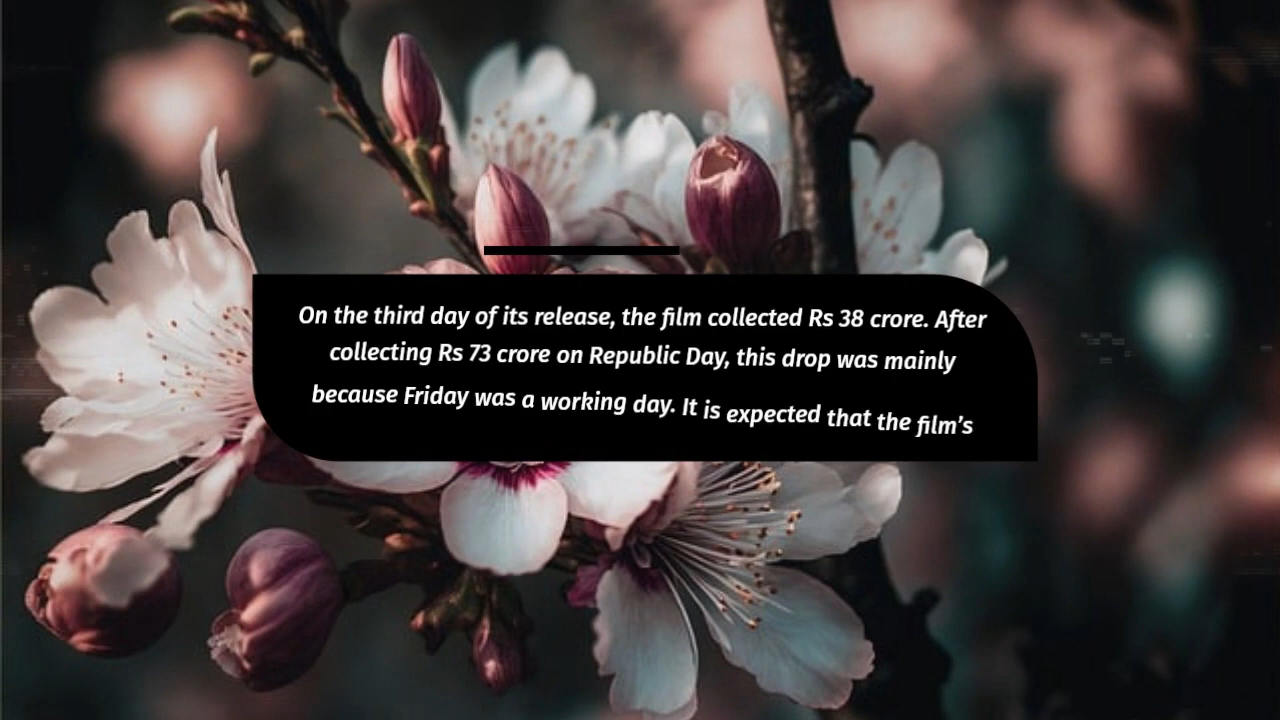 On the third day of its release, the film collected Rs 38 crore. After
collecting Rs 73 crore on Republic Day, this drop was mainly
because Friday was a working day. It is expected that the film’s